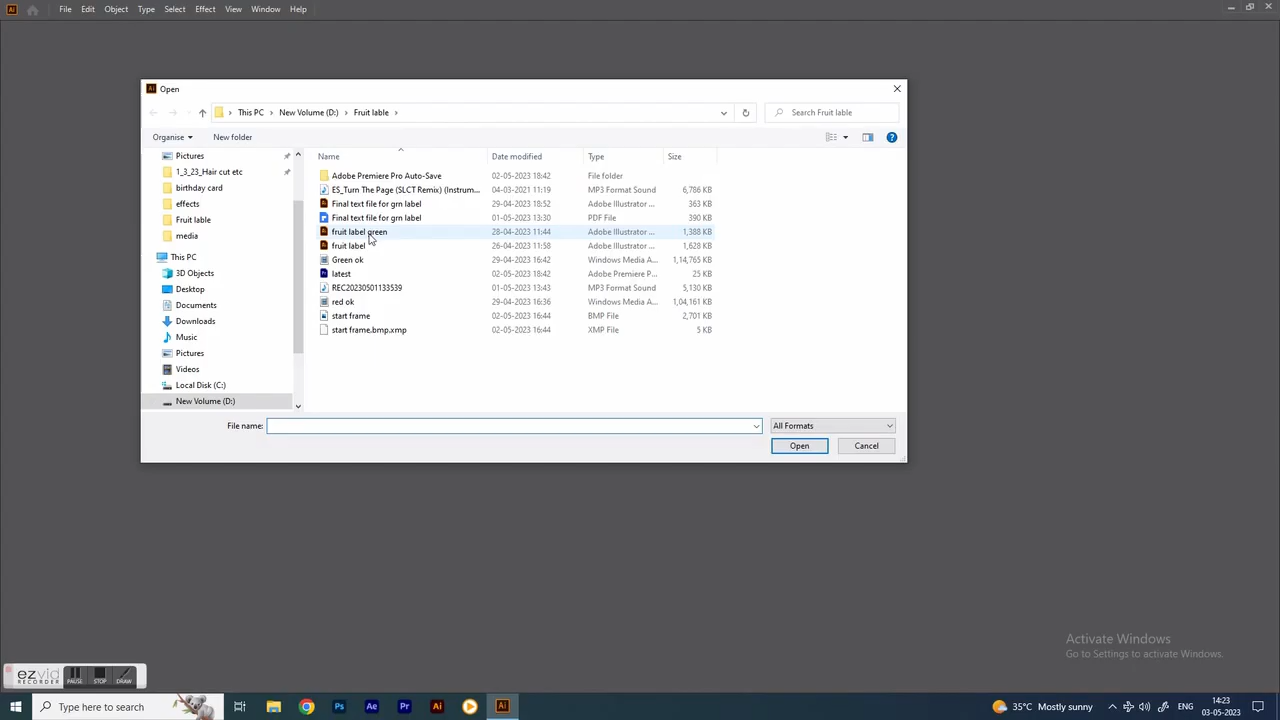 File Edit Object Type Select Effect View Window Help
Ai Open
This PC > New Volume (D:) > Fruit lable >
Search Fruit lable
Organise New folder
Name Date modified Type Size
Pictures
1_3_23_Hair cut etc
birthday card
effects
Fruit lable
media
This PC
3D Objects
Desktop
Documents
Downloads
Music
Pictures
Videos
Local Disk (C:)
New Volume (D:)
Adobe Premiere Pro Auto-Save 02-05-2023 18:42 File folder
ES_Turn The Page (SLCT Remix) (Instrum... 04-03-2021 11:19 MP3 Format Sound 6,786 KB
Final text file for grn label 29-04-2023 18:52 Adobe Illustrator ... 363 KB
Final text file for grn label 01-05-2023 13:30 PDF File 390 KB
fruit label green 28-04-2023 11:44 Adobe Illustrator ... 1,388 KB
fruit label 26-04-2023 11:58 Adobe Illustrator ... 1,628 KB
Green ok 29-04-2023 16:42 Windows Media A... 1,14,765 KB
latest 02-05-2023 18:42 Adobe Premiere P... 25 KB
REC20230501133539 01-05-2023 13:43 MP3 Format Sound 5,130 KB
red ok 29-04-2023 16:36 Windows Media A... 1,04,161 KB
start frame 02-05-2023 16:44 BMP File 2,701 KB
start frame.bmp.xmp 02-05-2023 16:44 XMP File 5 KB
File name: All Formats
Open Cancel
Activate Windows
Go to Settings to activate Windows.
ezvid
RECORDER
PAUSE STOP DRAW
Type here to search
Ps Ae Pr Ai Ai
35°C Mostly sunny
ENG
14:23
03-05-2023